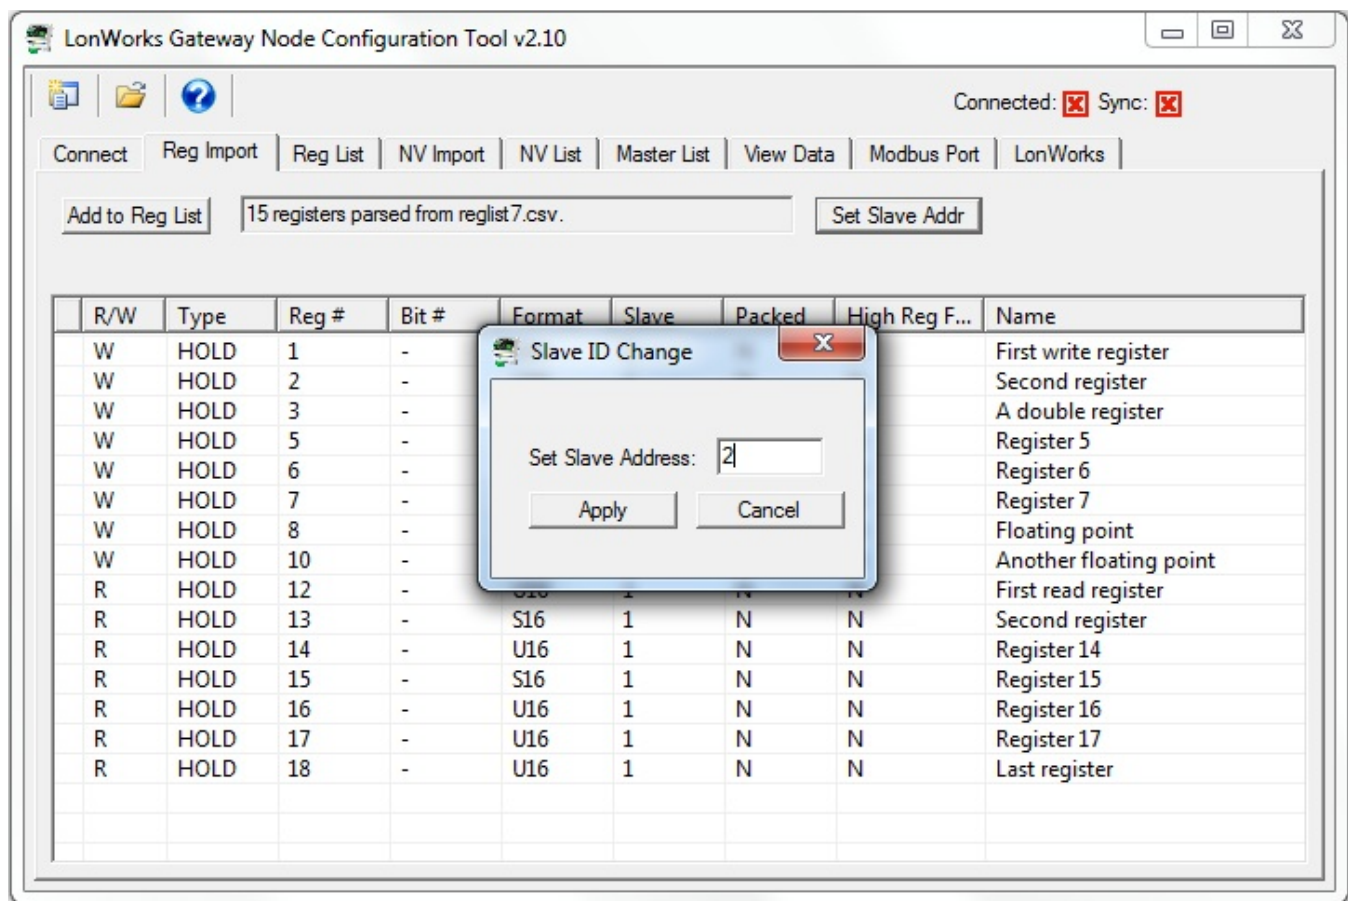 LonWorks Gateway Node Configuration Tool v2.10
Connected: Sync:
Connect Reg Import Reg List NV Import NV List Master List View Data Modbus Port LonWorks
Add to Reg List 15 registers parsed from reglist7.csv. Set Slave Addr
R/W Type Reg # Bit # Format Slave Packed High Reg F... Name
Slave ID Change
Set Slave Address: 2
Apply Cancel
W HOLD 1 - First write register
W HOLD 2 - Second register
W HOLD 3 - A double register
W HOLD 5 - Register 5
W HOLD 6 - Register 6
W HOLD 7 - Register 7
W HOLD 8 - Floating point
W HOLD 10 - Another floating point
R HOLD 12 - First read register
R HOLD 13 - S16 1 N N Second register
R HOLD 14 - U16 1 N N Register 14
R HOLD 15 - S16 1 N N Register 15
R HOLD 16 - U16 1 N N Register 16
R HOLD 17 - U16 1 N N Register 17
R HOLD 18 - U16 1 N N Last register